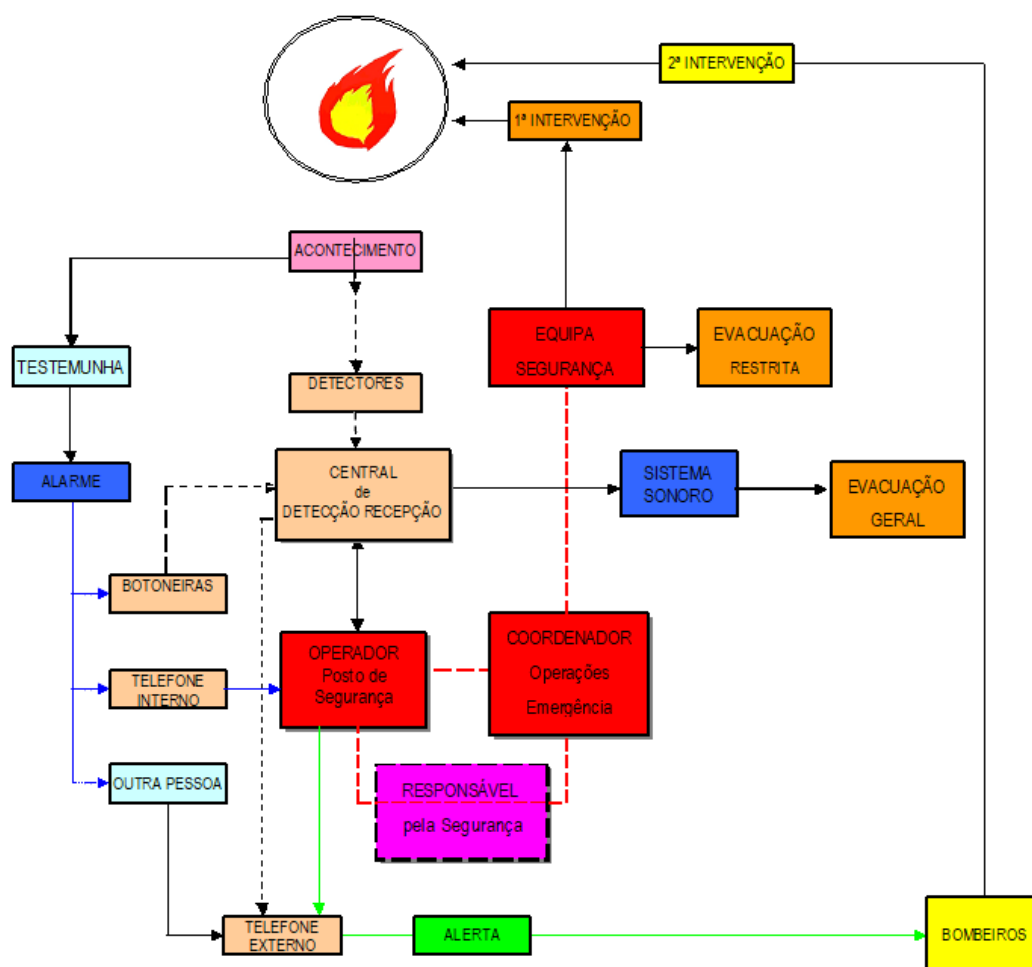 2ª INTERVENÇÃO
1ª INTERVENÇÃO
ACONTECIMENTO
EQUIPA
SEGURANÇA
EVACUAÇÃO
RESTRITA
TESTEMUNHA
DETECTORES
ALARME
CENTRAL
de
DETECÇÃO RECEPÇÃO
SISTEMA
SONORO
EVACUAÇÃO
GERAL
BOTONEIRAS
OPERADOR
Posto de
Segurança
COORDENADOR
Operações
Emergência
TELEFONE
INTERNO
OUTRA PESSOA
RESPONSÁVEL
pela Segurança
TELEFONE
EXTERNO
ALERTA
BOMBEIROS